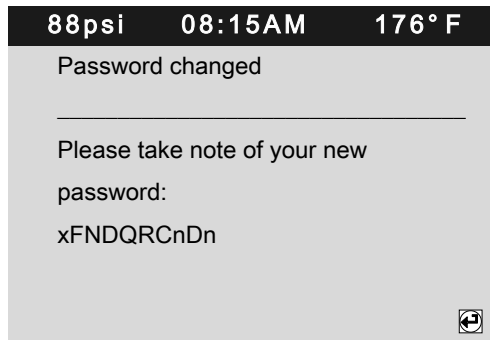 88psi 08:15AM 176°F
Password changed
Please take note of your new
password:
xFNDQRCnDn